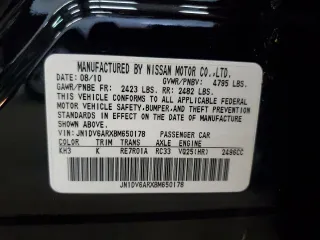 MANUFACTURED BY NISSAN MOTOR CO., LTD.
DATE: 08/10 GVWR/PNBV: 4795 LBS.
GAWR/PNBE FR: 2423 LBS. RR: 2482 LBS.
THIS VEHICLE CONFORMS TO ALL APPLICABLE FEDERAL
MOTOR VEHICLE SAFETY, BUMPER, AND THEFT PREVENTION
STANDARDS IN EFFECT ON THE DATE OF MANUFACTURE
SHOWN ABOVE.
VIN: JN1DV6ARXBM650178 PASSENGER CAR
COLOR TRIM TRANS AXLE ENGINE
KH3 K RE7R01A RC33 VQ25(HR) 2496CC
JN1DV6ARXBM650178